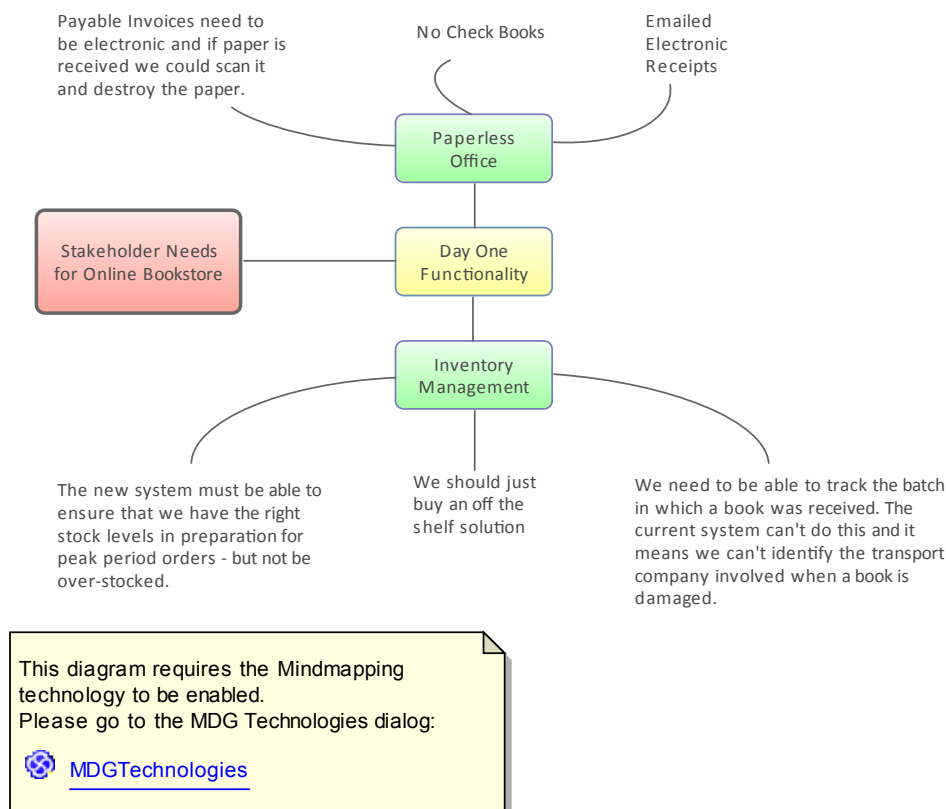 Payable Invoices need to
be electronic and if paper is
received we could scan it
and destroy the paper.
No Check Books
Emailed
Electronic
Receipts
Paperless
Office
Stakeholder Needs
for Online Bookstore
Day One
Functionality
Inventory
Management
The new system must be able to
ensure that we have the right
stock levels in preparation for
peak period orders - but not be
over-stocked.
We should just
buy an off the
shelf solution
We need to be able to track the batch
in which a book was received. The
current system can't do this and it
means we can't identify the transport
company involved when a book is
damaged.
This diagram requires the Mindmapping
technology to be enabled.
Please go to the MDG Technologies dialog:
MDGTechnologies